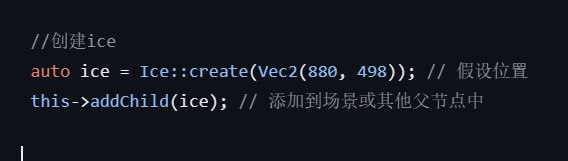 //创建ice
auto ice = Ice::create(Vec2(880, 498)); // 假设位置
this->addChild(ice); // 添加到场景或其他父节点中